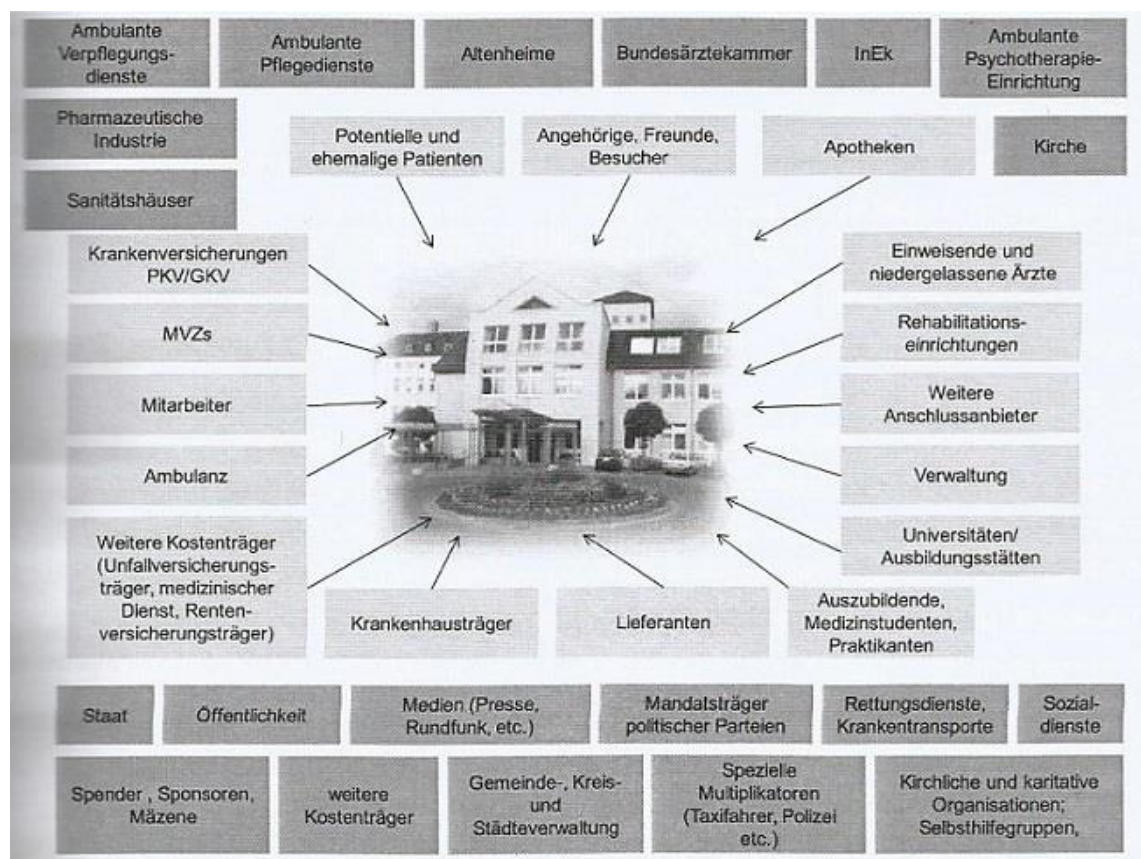 Ambulante
Verpflegungs-
dienste
Ambulante
Pflegedienste
Altenheime
Bundesärztekammer
InEk
Ambulante
Psychotherapie-
Einrichtung
Pharmazeutische
Industrie
Potentielle und
ehemalige Patienten
Angehörige, Freunde,
Besucher
Apotheken
Kirche
Sanitätshäuser
Krankenversicherungen
PKV/GKV
Einweisende und
niedergelassene Ärzte
MVZs
Rehabilitations-
einrichtungen
Mitarbeiter
Weitere
Anschlussanbieter
Ambulanz
Verwaltung
Weitere Kostenträger
(Unfallversicherungs-
träger, medizinischer
Dienst, Renten-
versicherungsträger)
Universitäten/
Ausbildungsstätten
Krankenhausträger
Lieferanten
Auszubildende,
Medizinstudenten,
Praktikanten
Staat
Öffentlichkeit
Medien (Presse,
Rundfunk, etc.)
Mandatsträger
politischer Parteien
Rettungsdienste,
Krankentransporte
Sozial-
dienste
Spender , Sponsoren,
Mäzene
weitere
Kostenträger
Gemeinde-, Kreis-
und
Städteverwaltung
Spezielle
Multiplikatoren
(Taxifahrer, Polizei
etc.)
Kirchliche und karitative
Organisationen;
Selbsthilfegruppen,